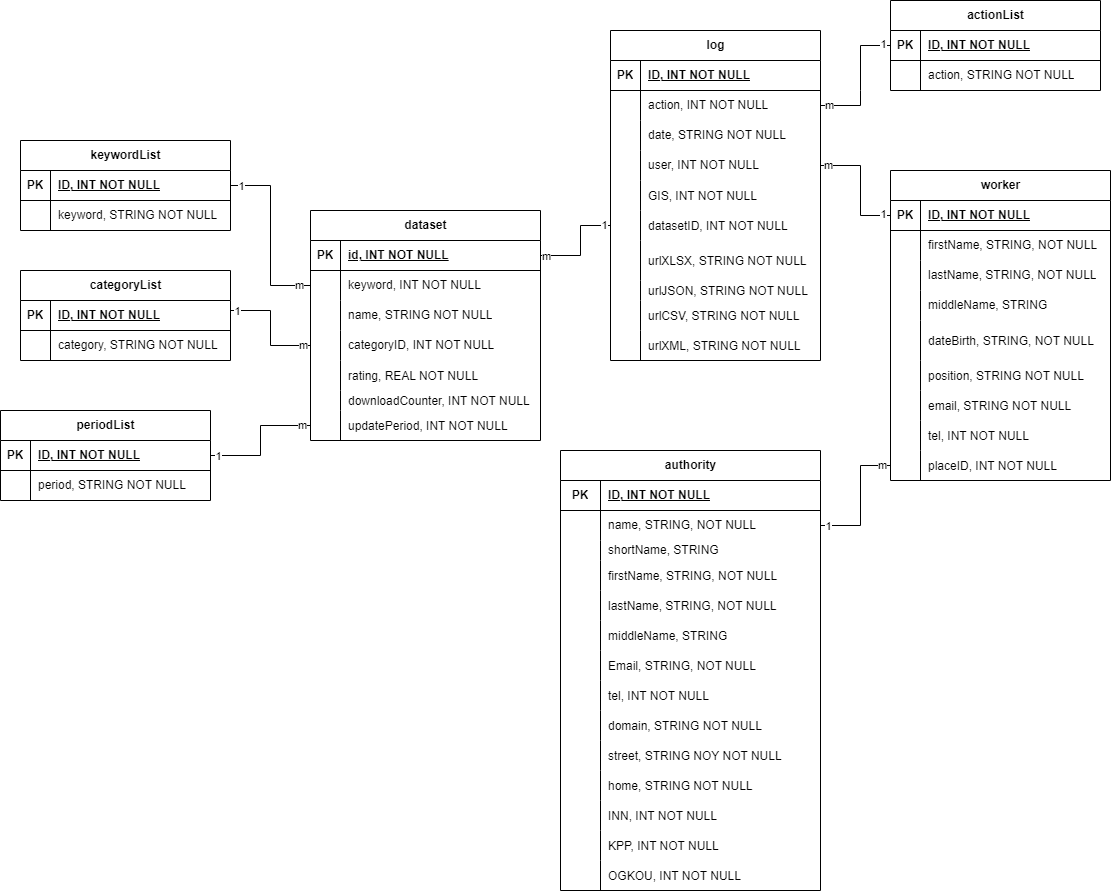 actionList
PK ID, INT NOT NULL
action, STRING NOT NULL
log
PK ID, INT NOT NULL
action, INT NOT NULL
date, STRING NOT NULL
user, INT NOT NULL
GIS, INT NOT NULL
datasetID, INT NOT NULL
urlXLSX, STRING NOT NULL
urlJSON, STRING NOT NULL
urlCSV, STRING NOT NULL
urlXML, STRING NOT NULL
m
1
m
1
keywordList
PK ID, INT NOT NULL
keyword, STRING NOT NULL
1
m
worker
PK ID, INT NOT NULL
firstName, STRING, NOT NULL
lastName, STRING, NOT NULL
middleName, STRING
dateBirth, STRING, NOT NULL
position, STRING NOT NULL
email, STRING NOT NULL
tel, INT NOT NULL
placeID, INT NOT NULL
dataset
PK id, INT NOT NULL
keyword, INT NOT NULL
name, STRING NOT NULL
categoryID, INT NOT NULL
rating, REAL NOT NULL
downloadCounter, INT NOT NULL
updatePeriod, INT NOT NULL
m
1
categoryList
PK ID, INT NOT NULL
category, STRING NOT NULL
1
m
periodList
PK ID, INT NOT NULL
period, STRING NOT NULL
1
m
authority
PK ID, INT NOT NULL
name, STRING, NOT NULL
shortName, STRING
firstName, STRING, NOT NULL
lastName, STRING, NOT NULL
middleName, STRING
Email, STRING, NOT NULL
tel, INT NOT NULL
domain, STRING NOT NULL
street, STRING NOY NOT NULL
home, STRING NOT NULL
INN, INT NOT NULL
KPP, INT NOT NULL
OGKOU, INT NOT NULL
1
m